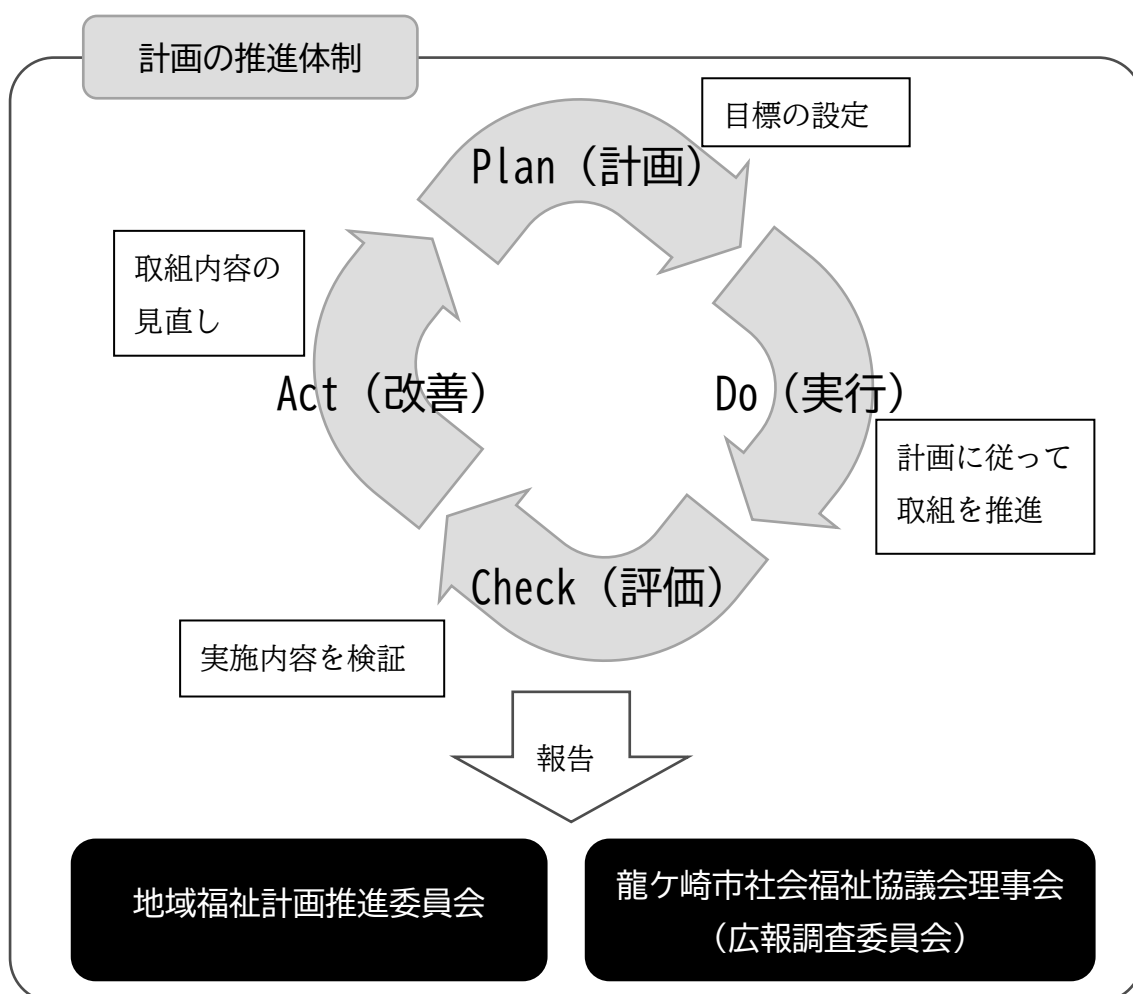 計画の推進体制
Plan（計画）
目標の設定
Do（実行）
計画に従って
取組を推進
Check（評価）
実施内容を検証
Act（改善）
取組内容の
見直し
報告
地域福祉計画推進委員会
龍ケ崎市社会福祉協議会理事会
（広報調査委員会）